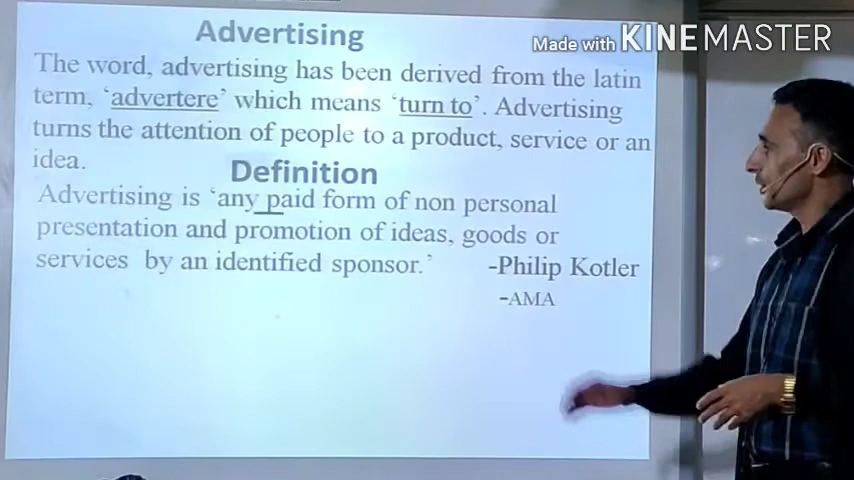 Advertising
Made with KINEMASTER
The word, advertising has been derived from the latin
term, ‘advertere’ which means ‘turn to’. Advertising
turns the attention of people to a product, service or an
idea.
Definition
Advertising is ‘any paid form of non personal
presentation and promotion of ideas, goods or
services by an identified sponsor.’ -Philip Kotler
-AMA